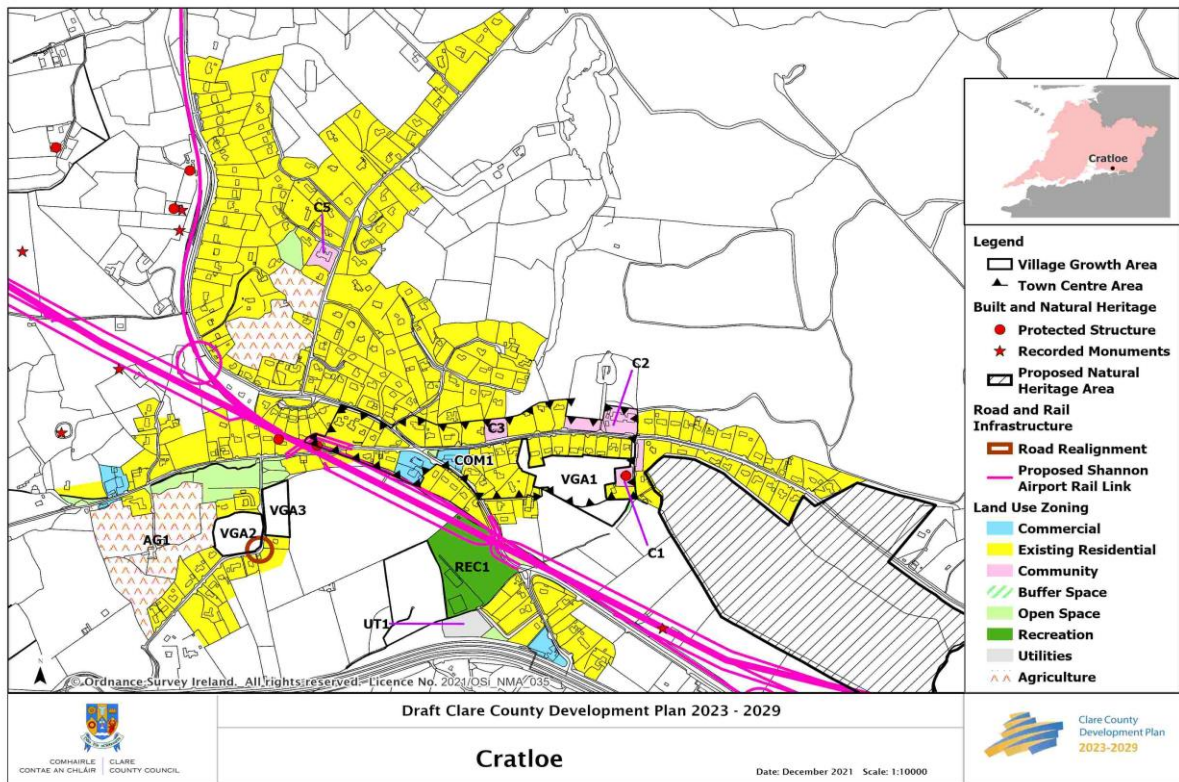 C5
C2
C3
COM1
VGA1
VGA3
VGA2
AG1
C1
REC1
UT1
N
© Ordnance Survey Ireland. All rights reserved. Licence No. 2021/OSi_NMA_035
Cratloe
Legend
Village Growth Area
Town Centre Area
Built and Natural Heritage
Protected Structure
Recorded Monuments
Proposed Natural
Heritage Area
Road and Rail
Infrastructure
Road Realignment
Proposed Shannon
Airport Rail Link
Land Use Zoning
Commercial
Existing Residential
Community
Buffer Space
Open Space
Recreation
Utilities
Agriculture
COMHAIRLE
CONTAE AN CHLÁIR
CLARE
COUNTY COUNCIL
Draft Clare County Development Plan 2023 - 2029
Cratloe
Date: December 2021 Scale: 1:10000
Clare County
Development Plan
2023-2029